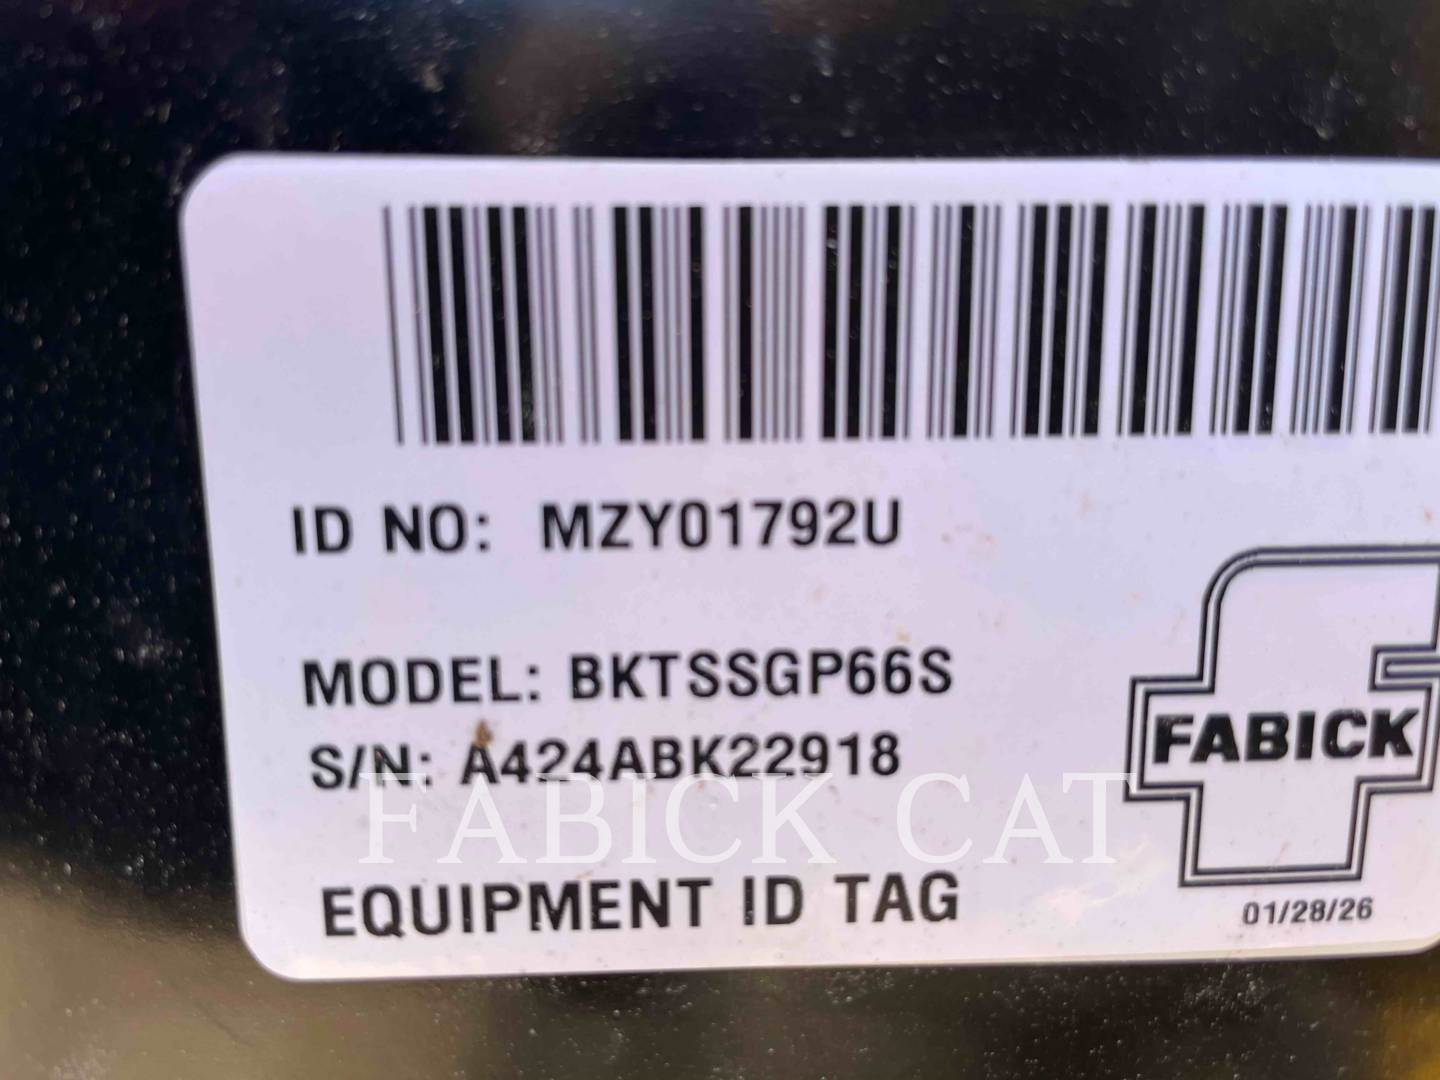 ID NO: MZY01792U
MODEL: BKTSSGP66S
S/N: A424ABK22918
FABICK
FABICK CAT
EQUIPMENT ID TAG
01/28/26